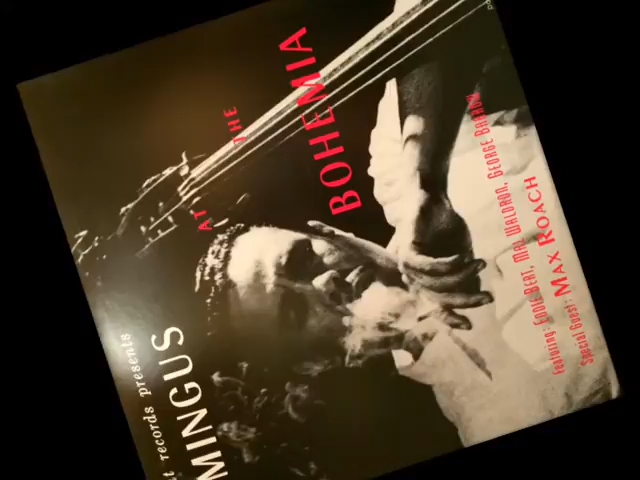 records presents
MINGUS
AT
THE
BOHEMIA
Featuring: EDDIE BERT, MAL WALDRON, GEORGE BARROW
Special Guest: MAX ROACH